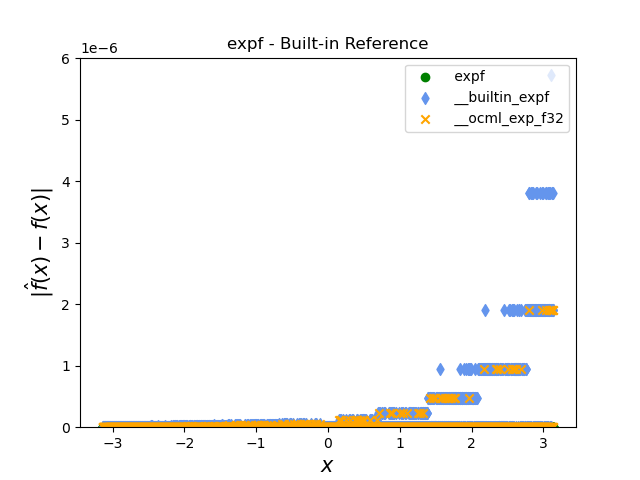 expf - Built-in Reference
1e−6
expf
__builtin_expf
__ocml_exp_f32
6
5
4
3
2
1
0
|f̂(x) − f(x)|
−3
−2
−1
0
1
2
3
x